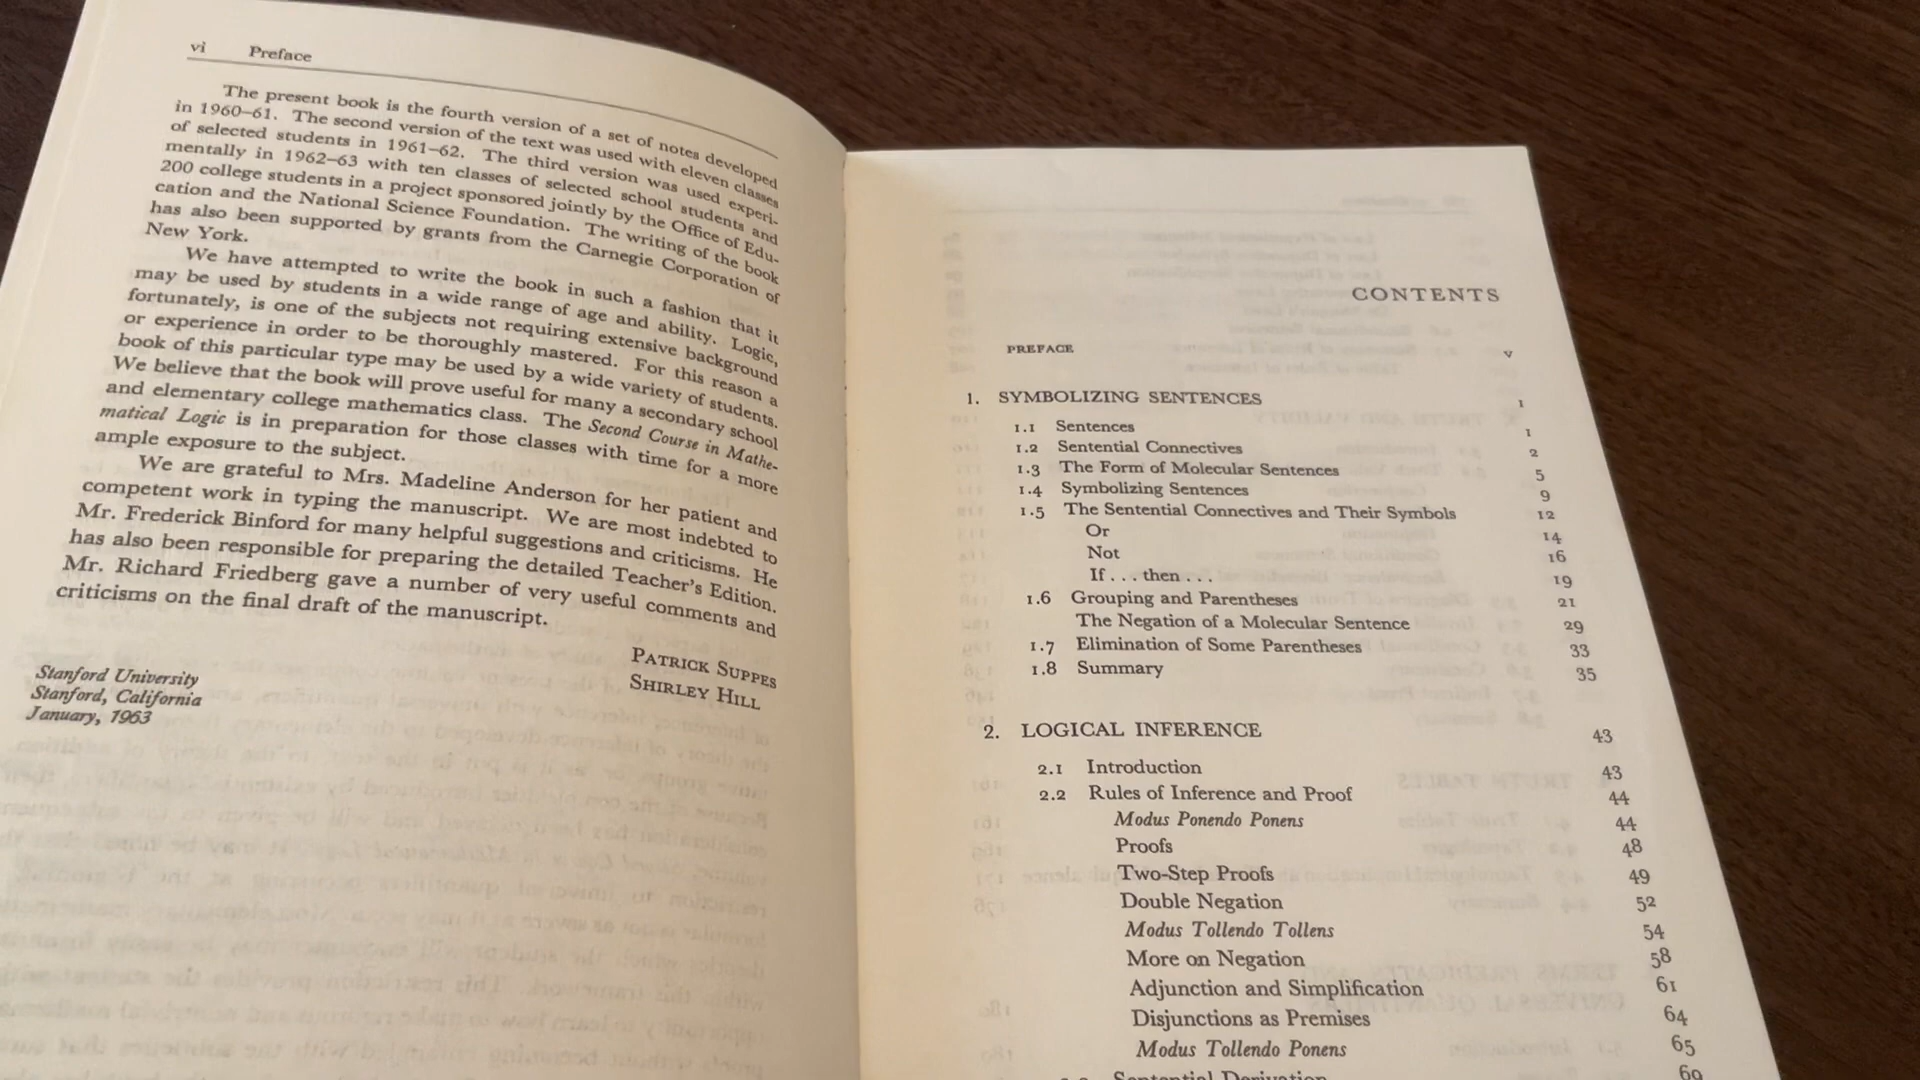 vi Preface
The present book is the fourth version of a set of notes developed
in 1960–61. The second version of the text was used with eleven classes
of selected students in 1961–62. The third version was used experi-
mentally in 1962–63 with ten classes of selected school students and
200 college students in a project sponsored jointly by the Office of Edu-
cation and the National Science Foundation. The writing of the book
has also been supported by grants from the Carnegie Corporation of
New York.
We have attempted to write the book in such a fashion that it
may be used by students in a wide range of age and ability. Logic,
fortunately, is one of the subjects not requiring extensive background
or experience in order to be thoroughly mastered. For this reason a
book of this particular type may be used by a wide variety of students.
We believe that the book will prove useful for many a secondary school
and elementary college mathematics class. The Second Course in Mathe-
matical Logic is in preparation for those classes with time for a more
ample exposure to the subject.
We are grateful to Mrs. Madeline Anderson for her patient and
competent work in typing the manuscript. We are most indebted to
Mr. Frederick Binford for many helpful suggestions and criticisms. He
has also been responsible for preparing the detailed Teacher's Edition.
Mr. Richard Friedberg gave a number of very useful comments and
criticisms on the final draft of the manuscript.
PATRICK SUPPES
SHIRLEY HILL
Stanford University
Stanford, California
January, 1963
CONTENTS
PREFACE v
1. SYMBOLIZING SENTENCES 1
1.1 Sentences 1
1.2 Sentential Connectives 2
1.3 The Form of Molecular Sentences 5
1.4 Symbolizing Sentences 9
1.5 The Sentential Connectives and Their Symbols 12
Or 14
Not 16
If . . . then . . . 19
1.6 Grouping and Parentheses 21
The Negation of a Molecular Sentence 29
1.7 Elimination of Some Parentheses 33
1.8 Summary 35
2. LOGICAL INFERENCE 43
2.1 Introduction 43
2.2 Rules of Inference and Proof 44
Modus Ponendo Ponens 44
Proofs 48
Two-Step Proofs 49
Double Negation 52
Modus Tollendo Tollens 54
More on Negation 58
Adjunction and Simplification 61
Disjunctions as Premises 64
Modus Tollendo Ponens 65
Sentential Derivation 69